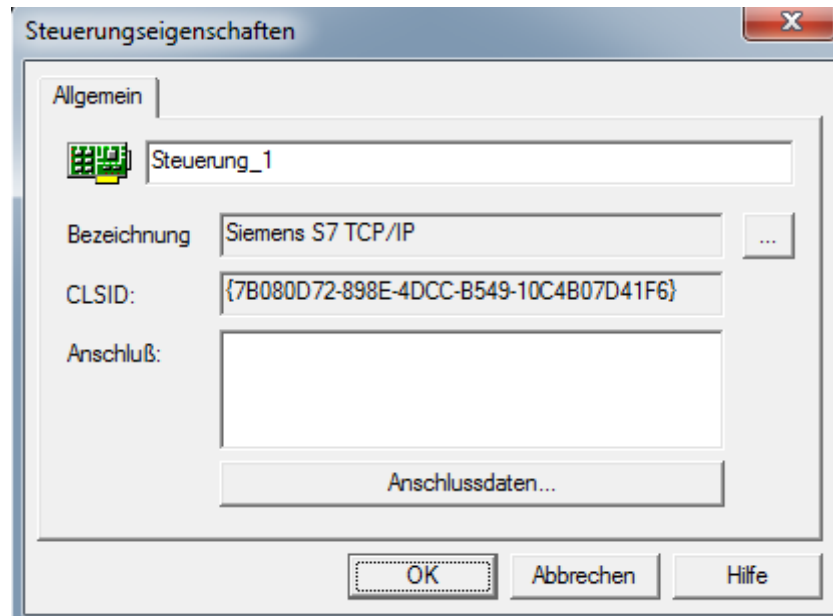 Steuerungseigenschaften
Allgemein
Steuerung_1
Bezeichnung Siemens S7 TCP/IP ...
CLSID: {7B080D72-898E-4DCC-B549-10C4B07D41F6}
Anschluß:
Anschlussdaten...
OK Abbrechen Hilfe